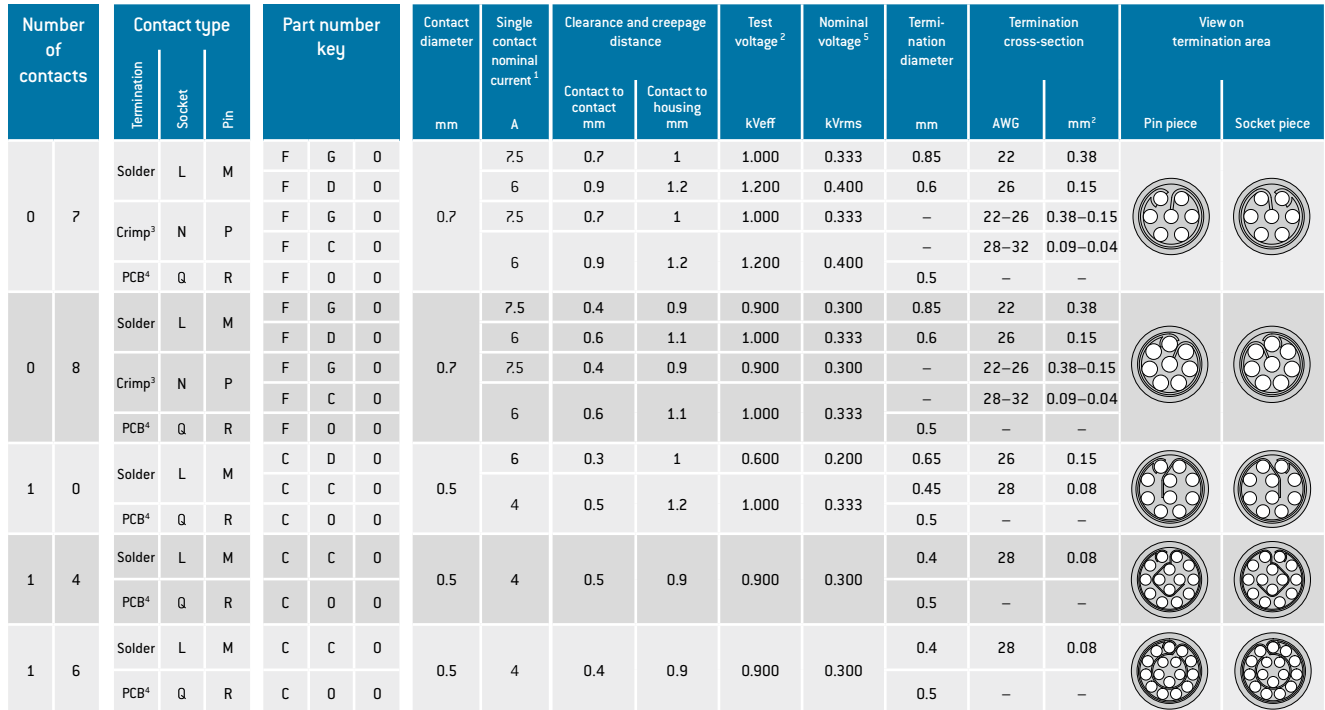 Number of contacts Contact type Part number key Contact diameter Single contact nominal current 1 Clearance and creepage distance Test voltage 2 Nominal voltage 5 Termi-nation diameter Termination cross-section View on termination area
Termination Socket Pin mm A Contact to contact mm Contact to housing mm kVeff kVrms mm AWG mm2 Pin piece Socket piece
0 7 Solder L M F G 0 0.7 7.5 0.7 1 1.000 0.333 0.85 22 0.38
F D 0 6 0.9 1.2 1.200 0.400 0.6 26 0.15
Crimp3 N P F G 0 7.5 0.7 1 1.000 0.333 – 22–26 0.38–0.15
F C 0 6 0.9 1.2 1.200 0.400 – 28–32 0.09–0.04
PCB4 Q R F 0 0 0.5 – –
0 8 Solder L M F G 0 0.7 7.5 0.4 0.9 0.900 0.300 0.85 22 0.38
F D 0 6 0.6 1.1 1.000 0.333 0.6 26 0.15
Crimp3 N P F G 0 7.5 0.4 0.9 0.900 0.300 – 22–26 0.38–0.15
F C 0 6 0.6 1.1 1.000 0.333 – 28–32 0.09–0.04
PCB4 Q R F 0 0 0.5 – –
1 0 Solder L M C D 0 0.5 6 0.3 1 0.600 0.200 0.65 26 0.15
C C 0 4 0.5 1.2 1.000 0.333 0.45 28 0.08
PCB4 Q R C 0 0 0.5 – –
1 4 Solder L M C C 0 0.5 4 0.5 0.9 0.900 0.300 0.4 28 0.08
PCB4 Q R C 0 0 0.5 – –
1 6 Solder L M C C 0 0.5 4 0.4 0.9 0.900 0.300 0.4 28 0.08
PCB4 Q R C 0 0 0.5 – –